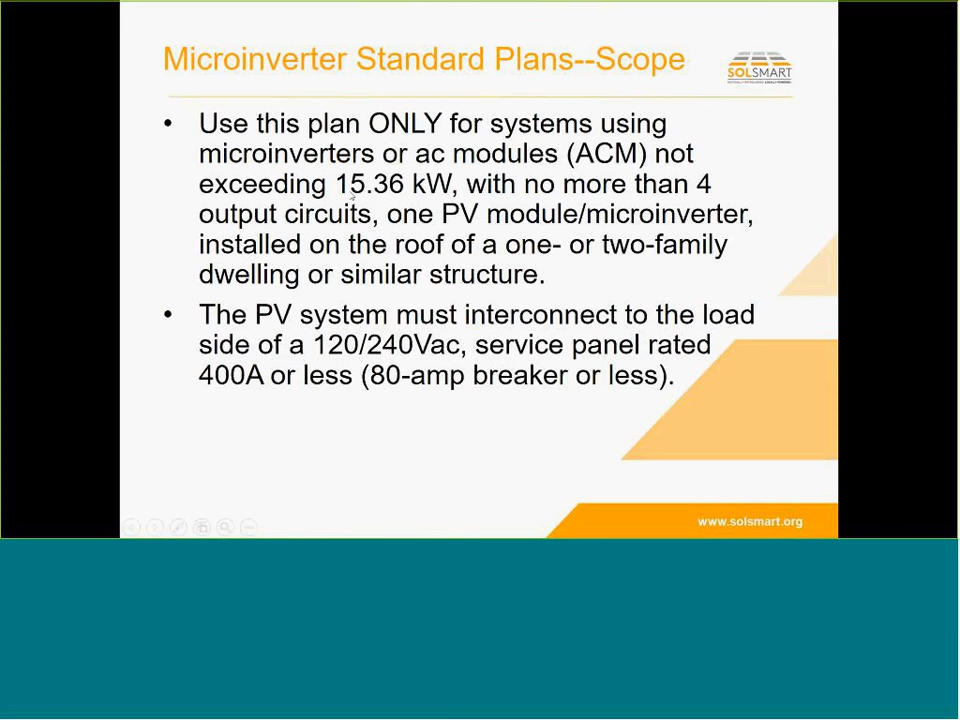 Microinverter Standard Plans--Scope
SOLSMART
• Use this plan ONLY for systems using
microinverters or ac modules (ACM) not
exceeding 15.36 kW, with no more than 4
output circuits, one PV module/microinverter,
installed on the roof of a one- or two-family
dwelling or similar structure.
• The PV system must interconnect to the load
side of a 120/240Vac, service panel rated
400A or less (80-amp breaker or less).
www.solsmart.org